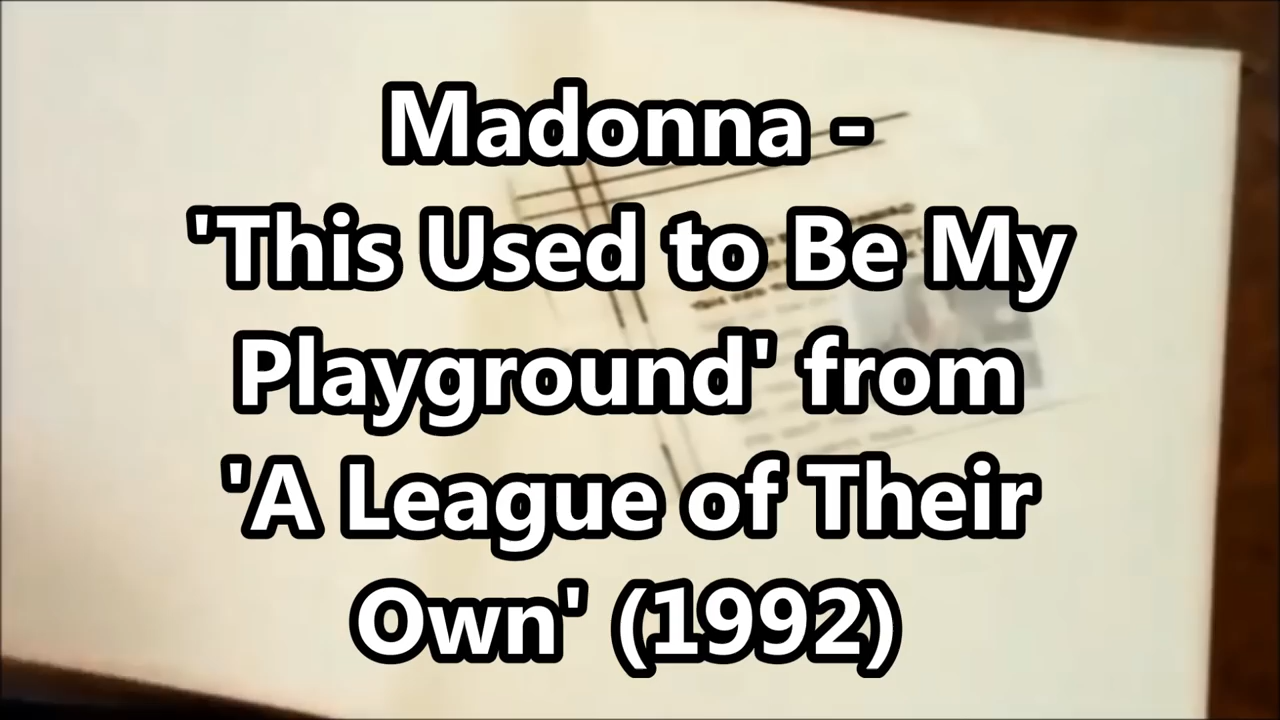 Madonna -
'This Used to Be My
Playground' from
'A League of Their
Own' (1992)